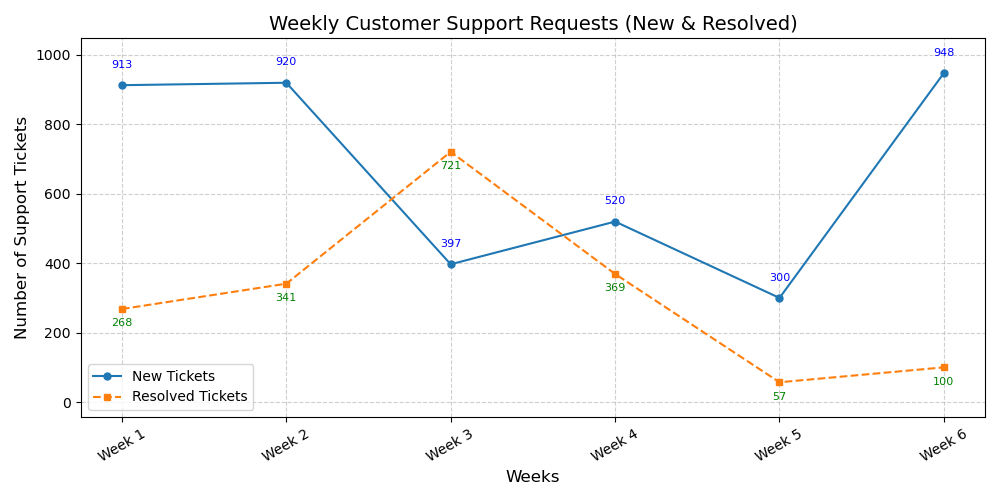 Weekly Customer Support Requests (New & Resolved)
1000
800
600
400
200
0
Number of Support Tickets
913
920
397
520
300
948
268
341
721
369
57
100
New Tickets
Resolved Tickets
Week 1
Week 2
Week 3
Week 4
Week 5
Week 6
Weeks